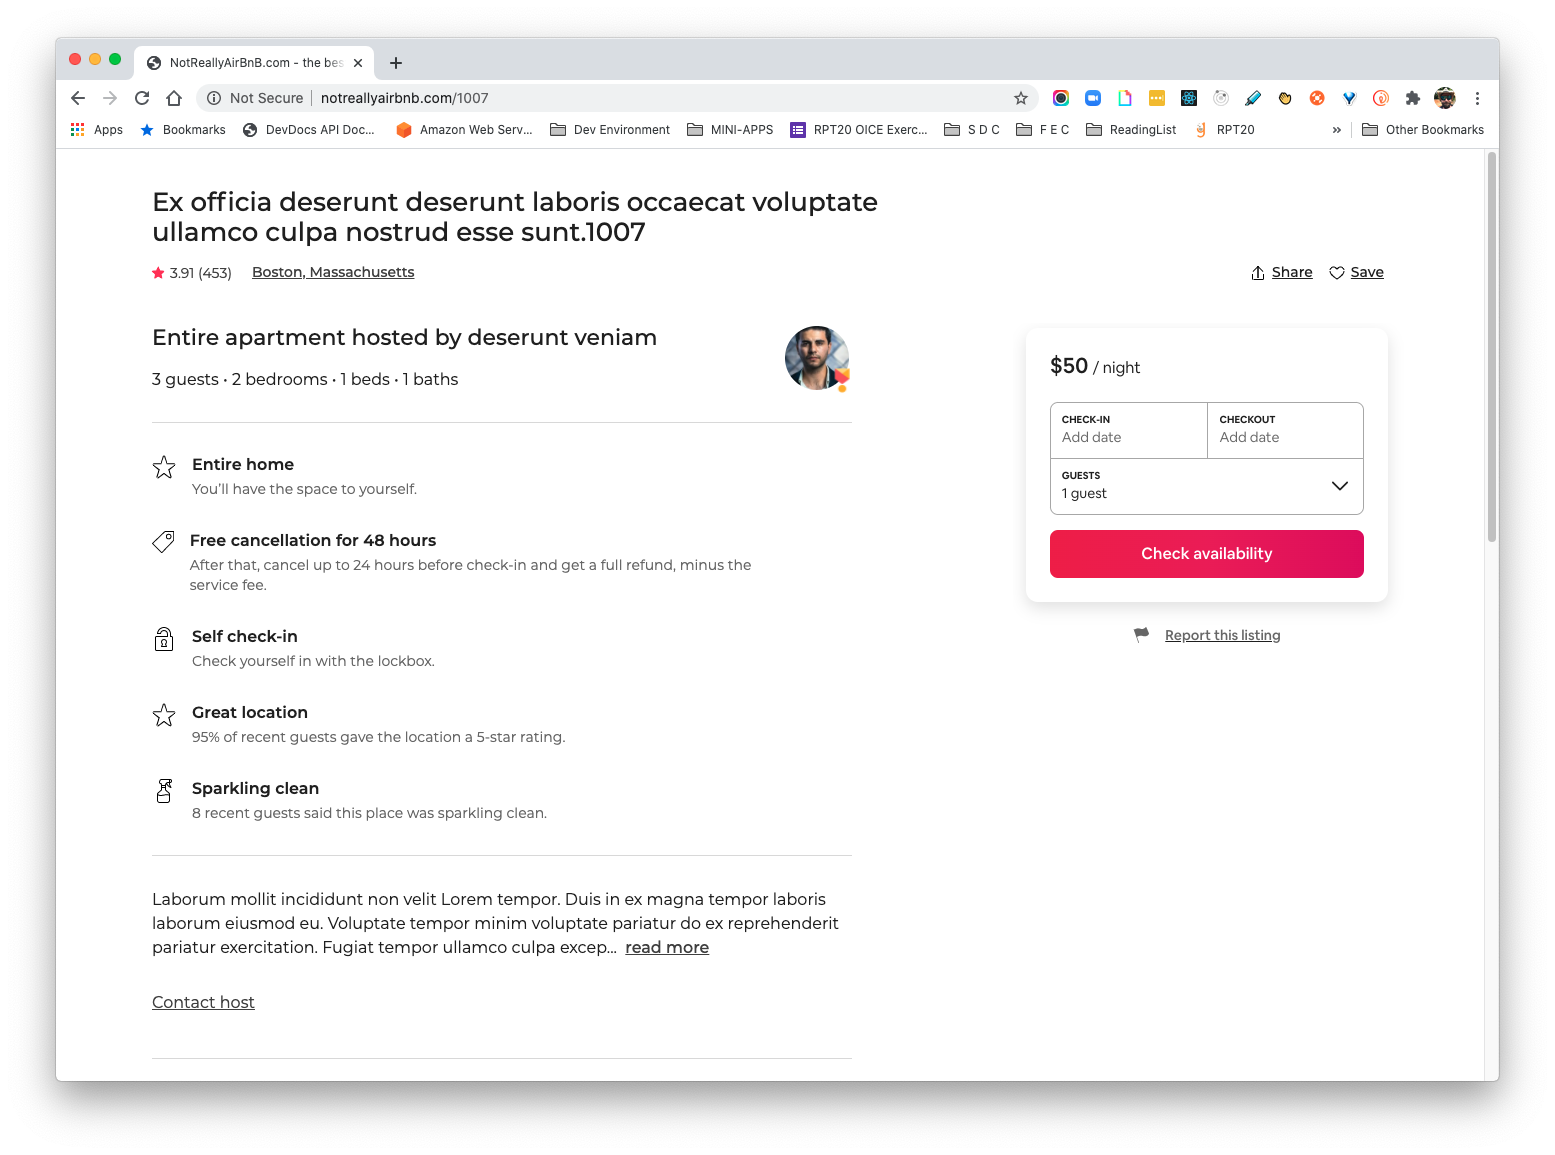 NotReallyAirBnB.com - the bes
Not Secure
notreallyairbnb.com/1007
Apps
Bookmarks
DevDocs API Doc...
Amazon Web Serv...
Dev Environment
MINI-APPS
RPT20 OICE Exerc...
S D C
F E C
ReadingList
RPT20
»
Other Bookmarks
Ex officia deserunt deserunt laboris occaecat voluptate
ullamco culpa nostrud esse sunt.1007
3.91 (453)
Boston, Massachusetts
Share
Save
Entire apartment hosted by deserunt veniam
3 guests • 2 bedrooms • 1 beds • 1 baths
$50 / night
CHECK-IN
Add date
CHECKOUT
Add date
GUESTS
1 guest
Check availability
Report this listing
Entire home
You’ll have the space to yourself.
Free cancellation for 48 hours
After that, cancel up to 24 hours before check-in and get a full refund, minus the
service fee.
Self check-in
Check yourself in with the lockbox.
Great location
95% of recent guests gave the location a 5-star rating.
Sparkling clean
8 recent guests said this place was sparkling clean.
Laborum mollit incididunt non velit Lorem tempor. Duis in ex magna tempor laboris
laborum eiusmod eu. Voluptate tempor minim voluptate pariatur do ex reprehenderit
pariatur exercitation. Fugiat tempor ullamco culpa excep... read more
Contact host